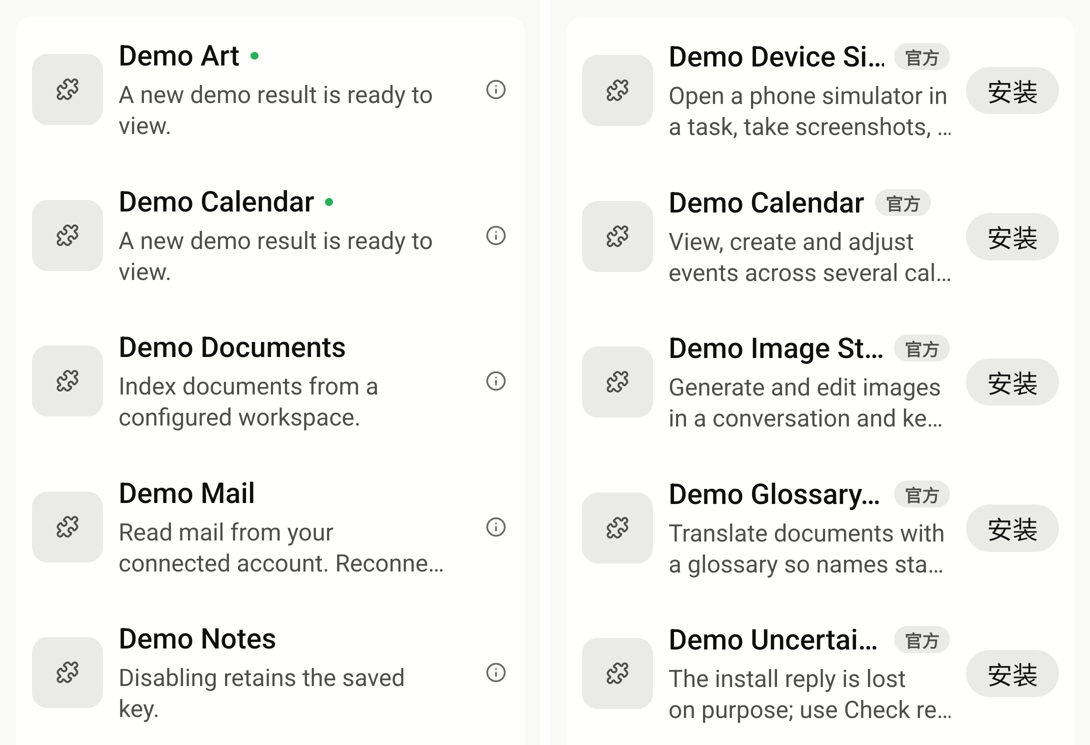 Demo Art
A new demo result is ready to
view.
Demo Calendar
A new demo result is ready to
view.
Demo Documents
Index documents from a
configured workspace.
Demo Mail
Read mail from your
connected account. Reconne...
Demo Notes
Disabling retains the saved
key.
Demo Device Si... 官方
Open a phone simulator in
a task, take screenshots, ...
安装
Demo Calendar 官方
View, create and adjust
events across several cal...
安装
Demo Image St... 官方
Generate and edit images
in a conversation and ke...
安装
Demo Glossary... 官方
Translate documents with
a glossary so names sta...
安装
Demo Uncertai... 官方
The install reply is lost
on purpose; use Check re...
安装